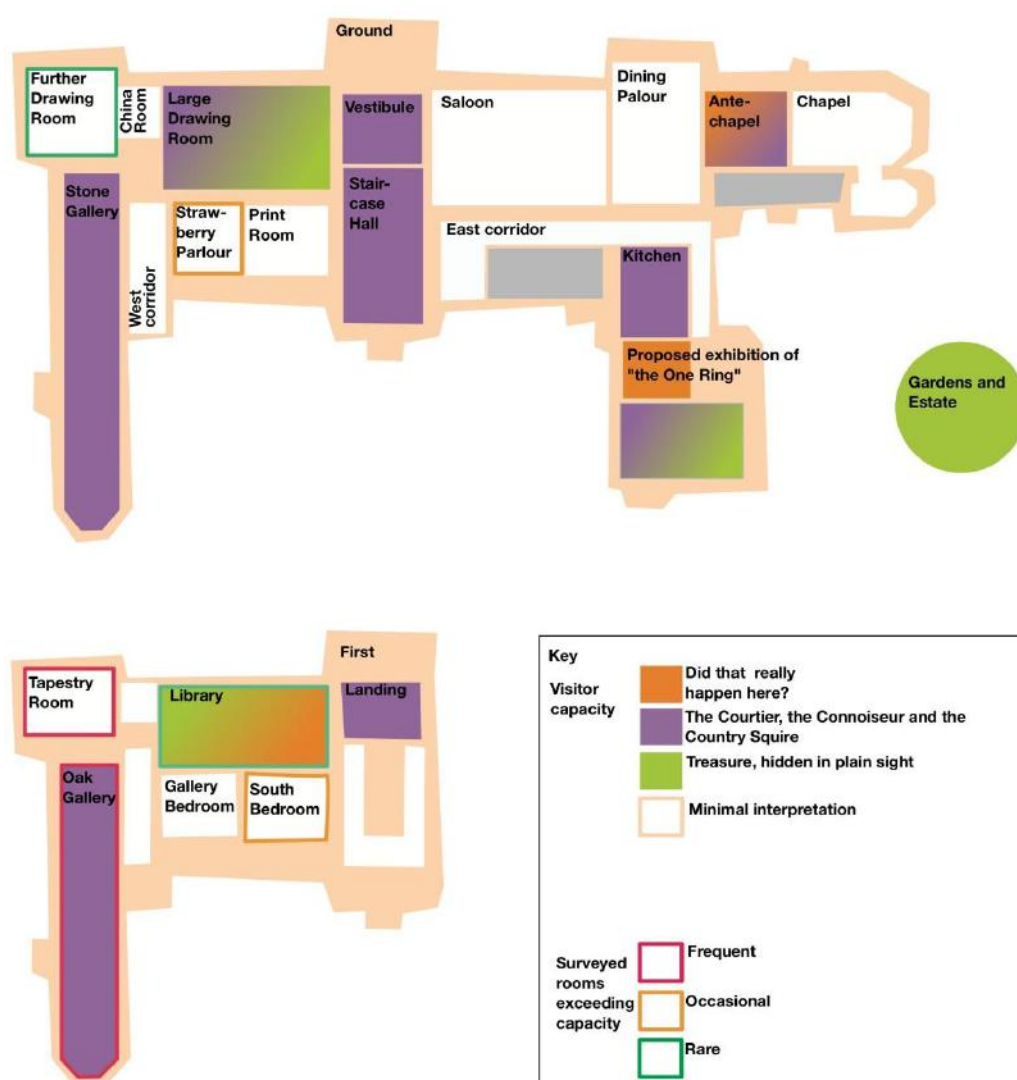 Ground
Further
Drawing
Room
China
Room
Large
Drawing
Room
Vestibule
Saloon
Dining
Palour
Ante-
chapel
Chapel
Stone
Gallery
Straw-
berry
Parlour
Print
Room
Stair-
case
Hall
East corridor
Kitchen
West
corridor
Proposed exhibition of
"the One Ring"
Gardens and
Estate
First
Tapestry
Room
Library
Landing
Oak
Gallery
Gallery
Bedroom
South
Bedroom
Key
Visitor
capacity
Did that really
happen here?
The Courtier, the Connoiseur and the
Country Squire
Treasure, hidden in plain sight
Minimal interpretation
Surveyed
rooms
exceeding
capacity
Frequent
Occasional
Rare